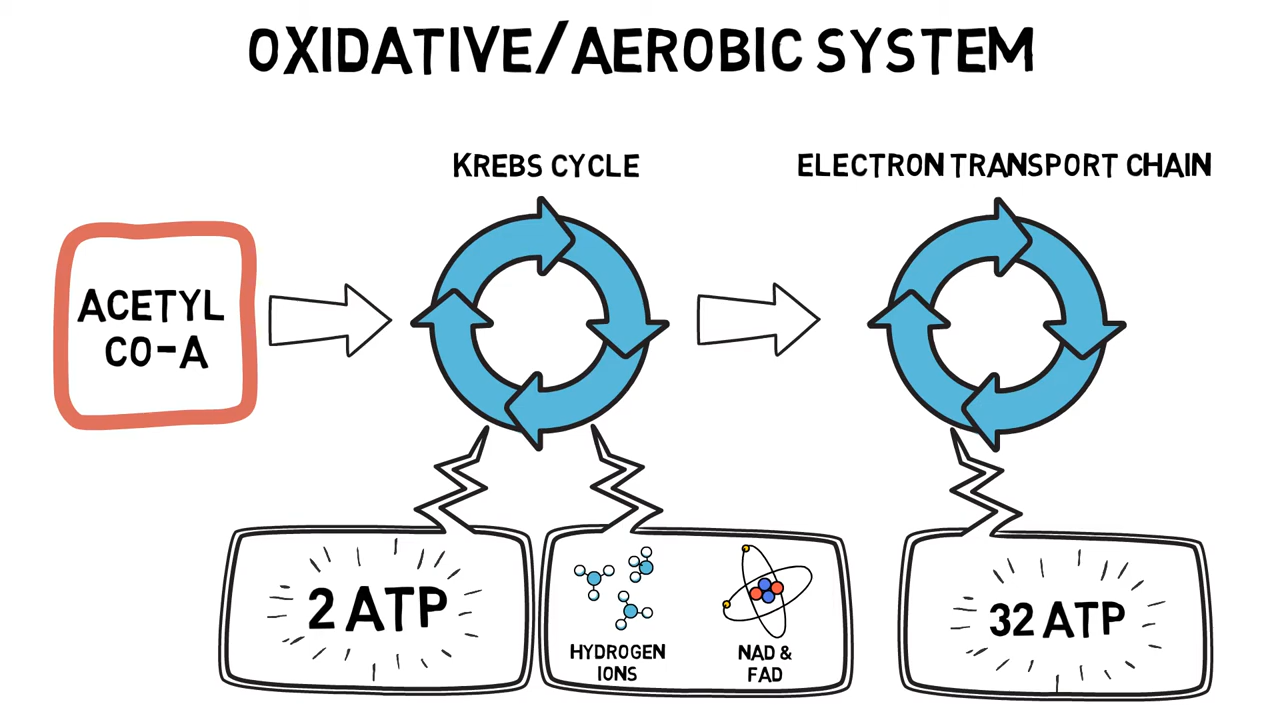 OXIDATIVE/AEROBIC SYSTEM
KREBS CYCLE
ELECTRON TRANSPORT CHAIN
ACETYL
CO-A
2 ATP
HYDROGEN
IONS
NAD &
FAD
32 ATP